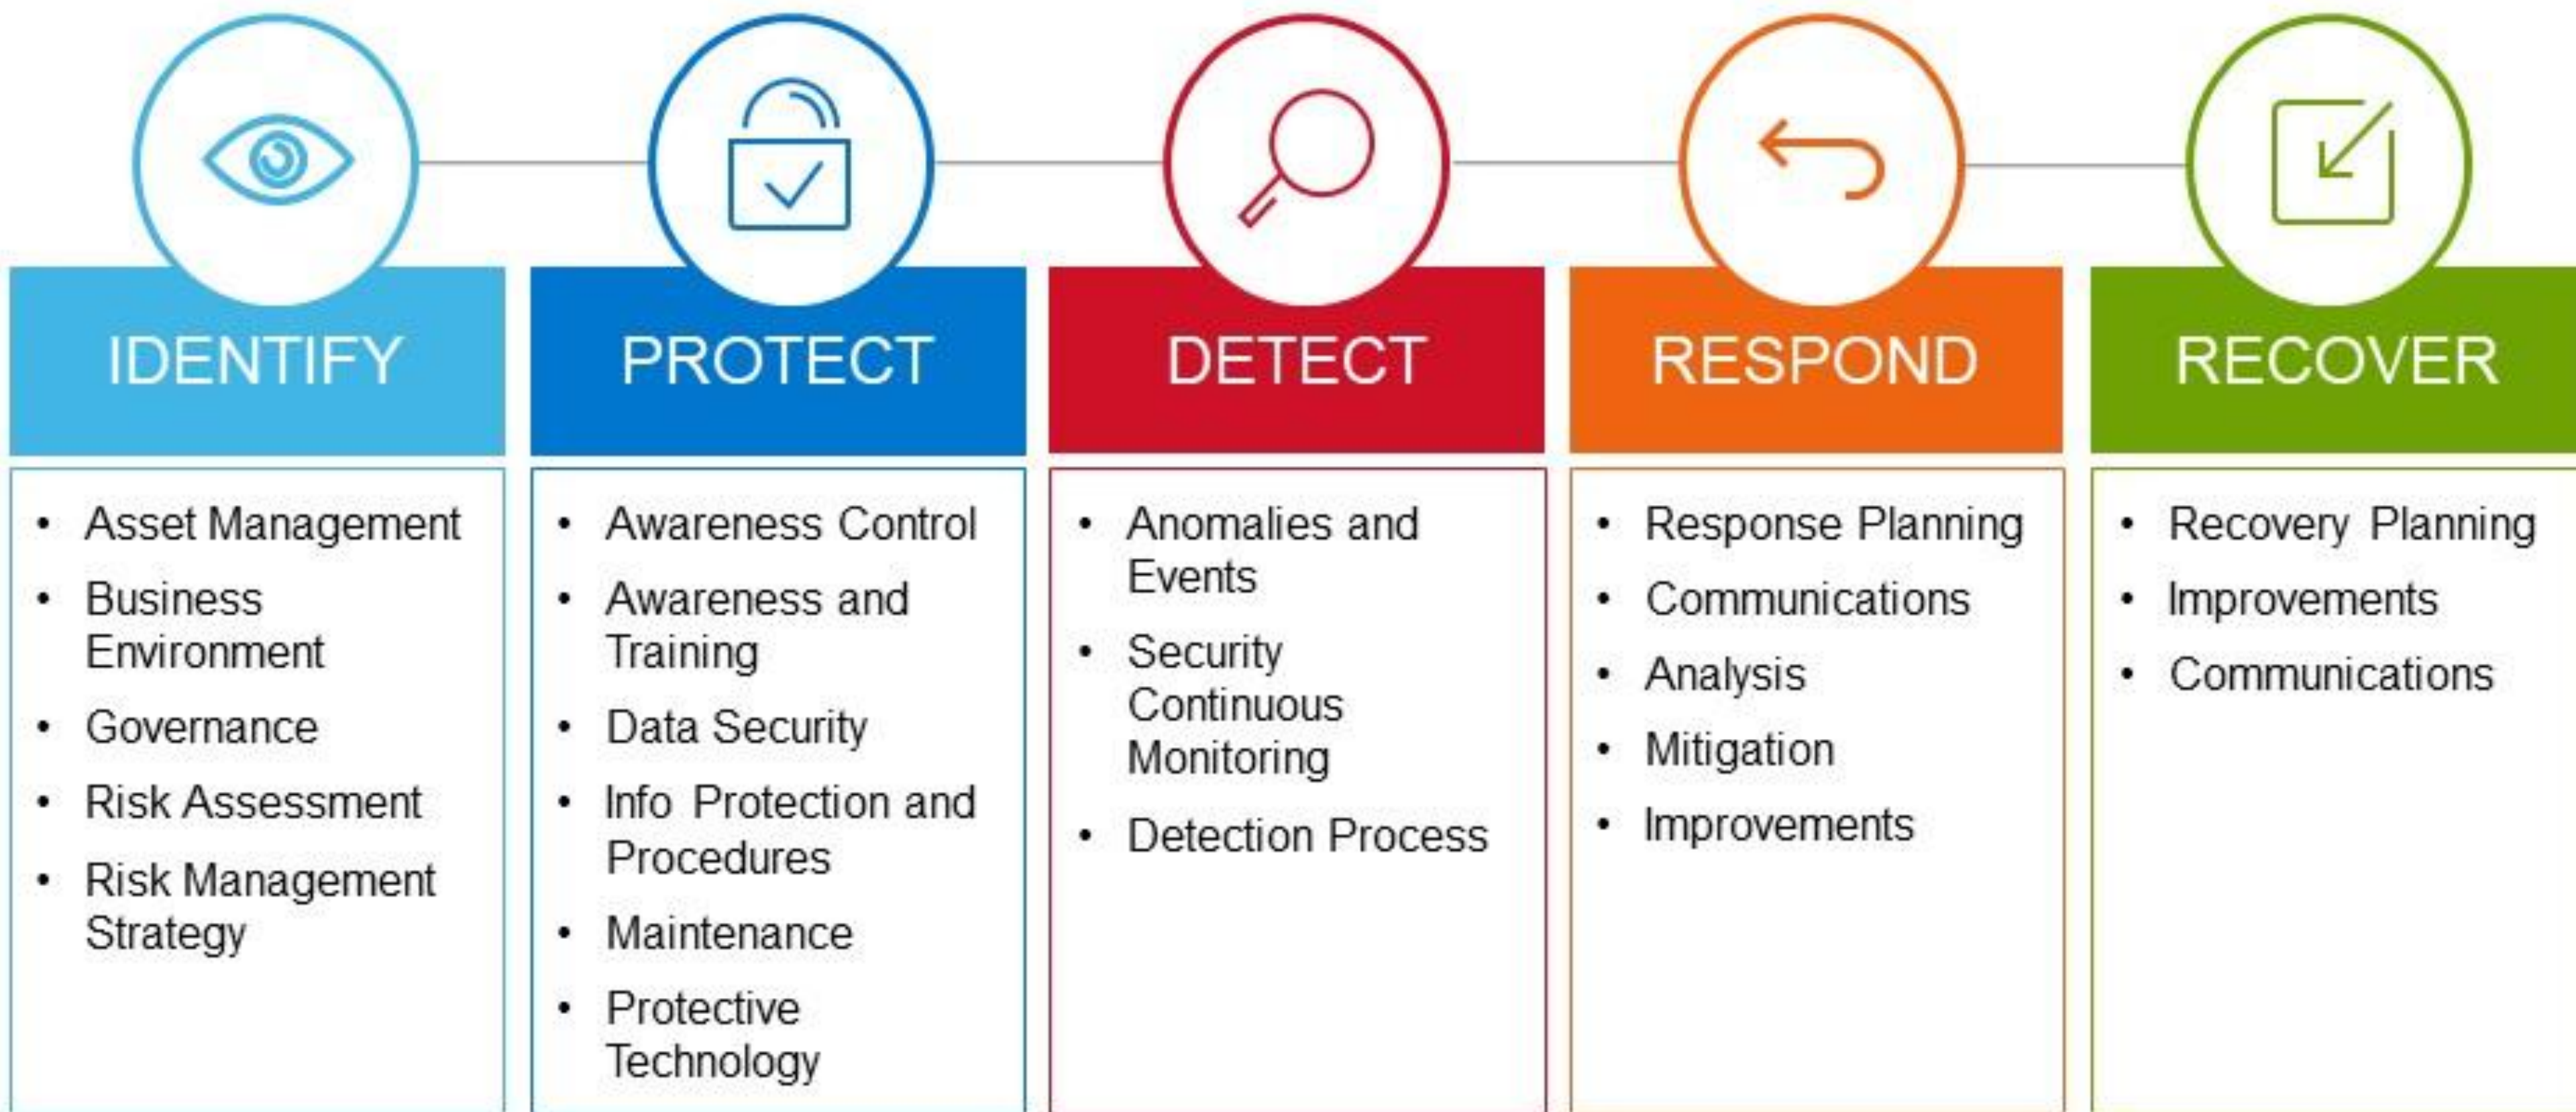 IDENTIFY
• Asset Management
• Business
Environment
• Governance
• Risk Assessment
• Risk Management
Strategy
PROTECT
• Awareness Control
• Awareness and
Training
• Data Security
• Info Protection and
Procedures
• Maintenance
• Protective
Technology
DETECT
• Anomalies and
Events
• Security
Continuous
Monitoring
• Detection Process
RESPOND
• Response Planning
• Communications
• Analysis
• Mitigation
• Improvements
RECOVER
• Recovery Planning
• Improvements
• Communications